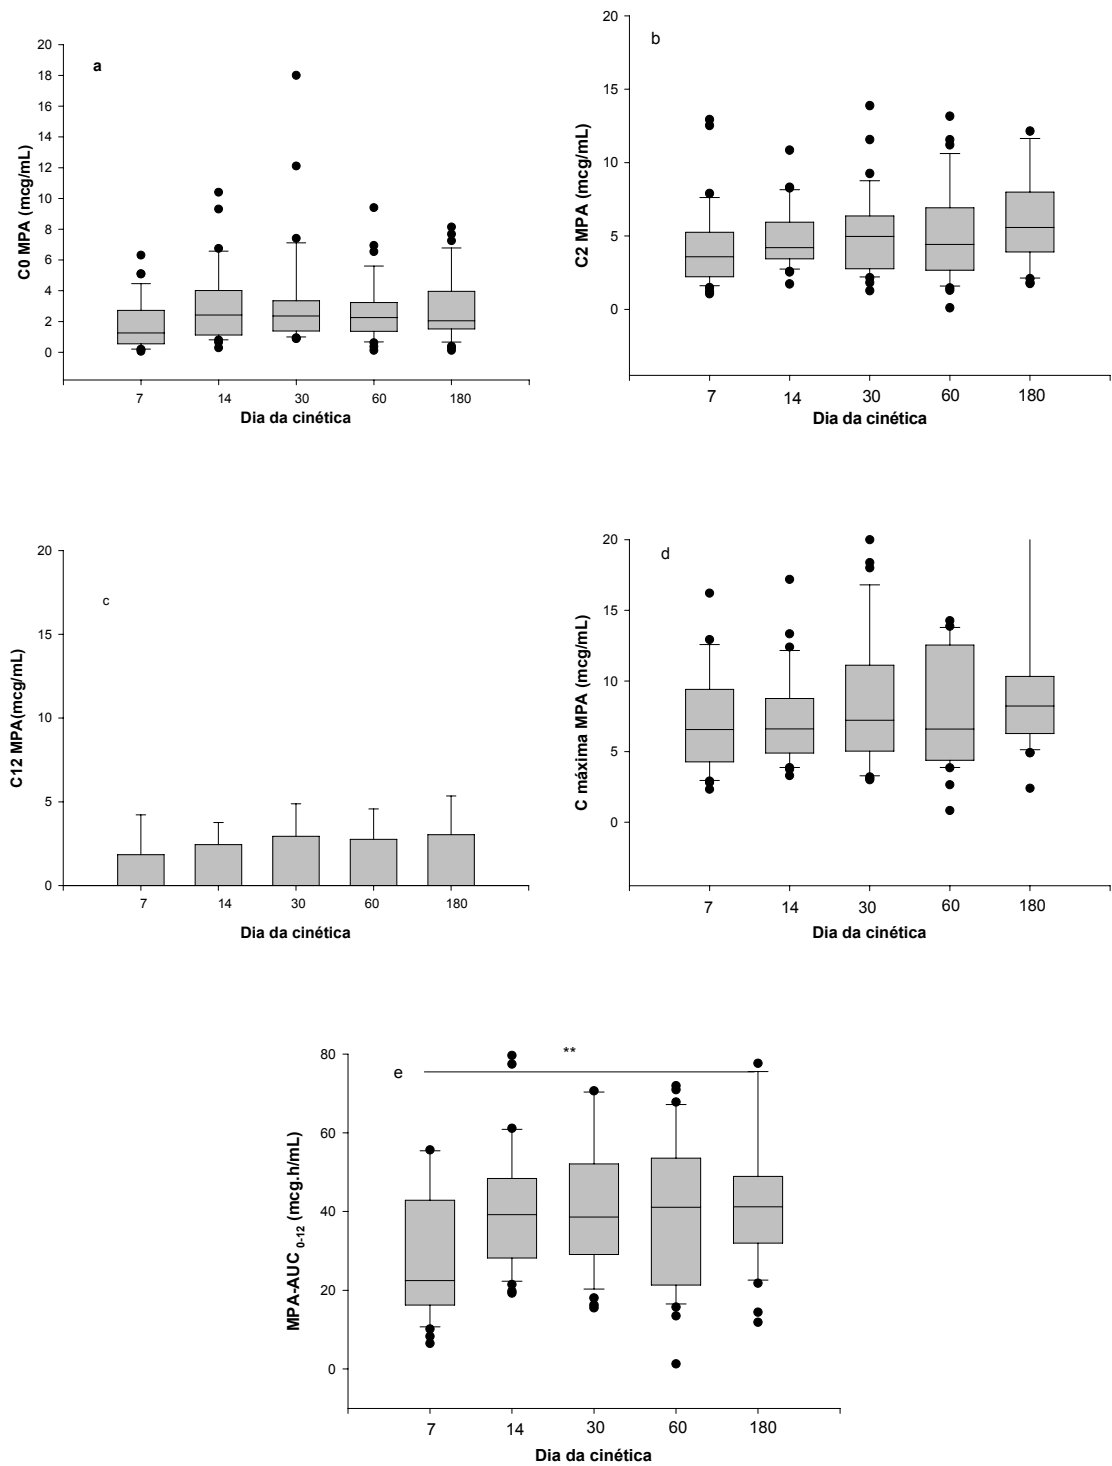 a
C0 MPA (mcg/mL)
20
18
16
14
12
10
8
6
4
2
0
7 14 30 60 180
Dia da cinética
b
C2 MPA (mcg/mL)
20
15
10
5
0
7 14 30 60 180
Dia da cinética
c
C12 MPA(mcg/mL)
20
15
10
5
0
7 14 30 60 180
Dia da cinética
d
C máxima MPA (mcg/mL)
20
15
10
5
0
7 14 30 60 180
Dia da cinética
e
**
MPA-AUC 0-12 (mcg.h/mL)
80
60
40
20
0
7 14 30 60 180
Dia da cinética